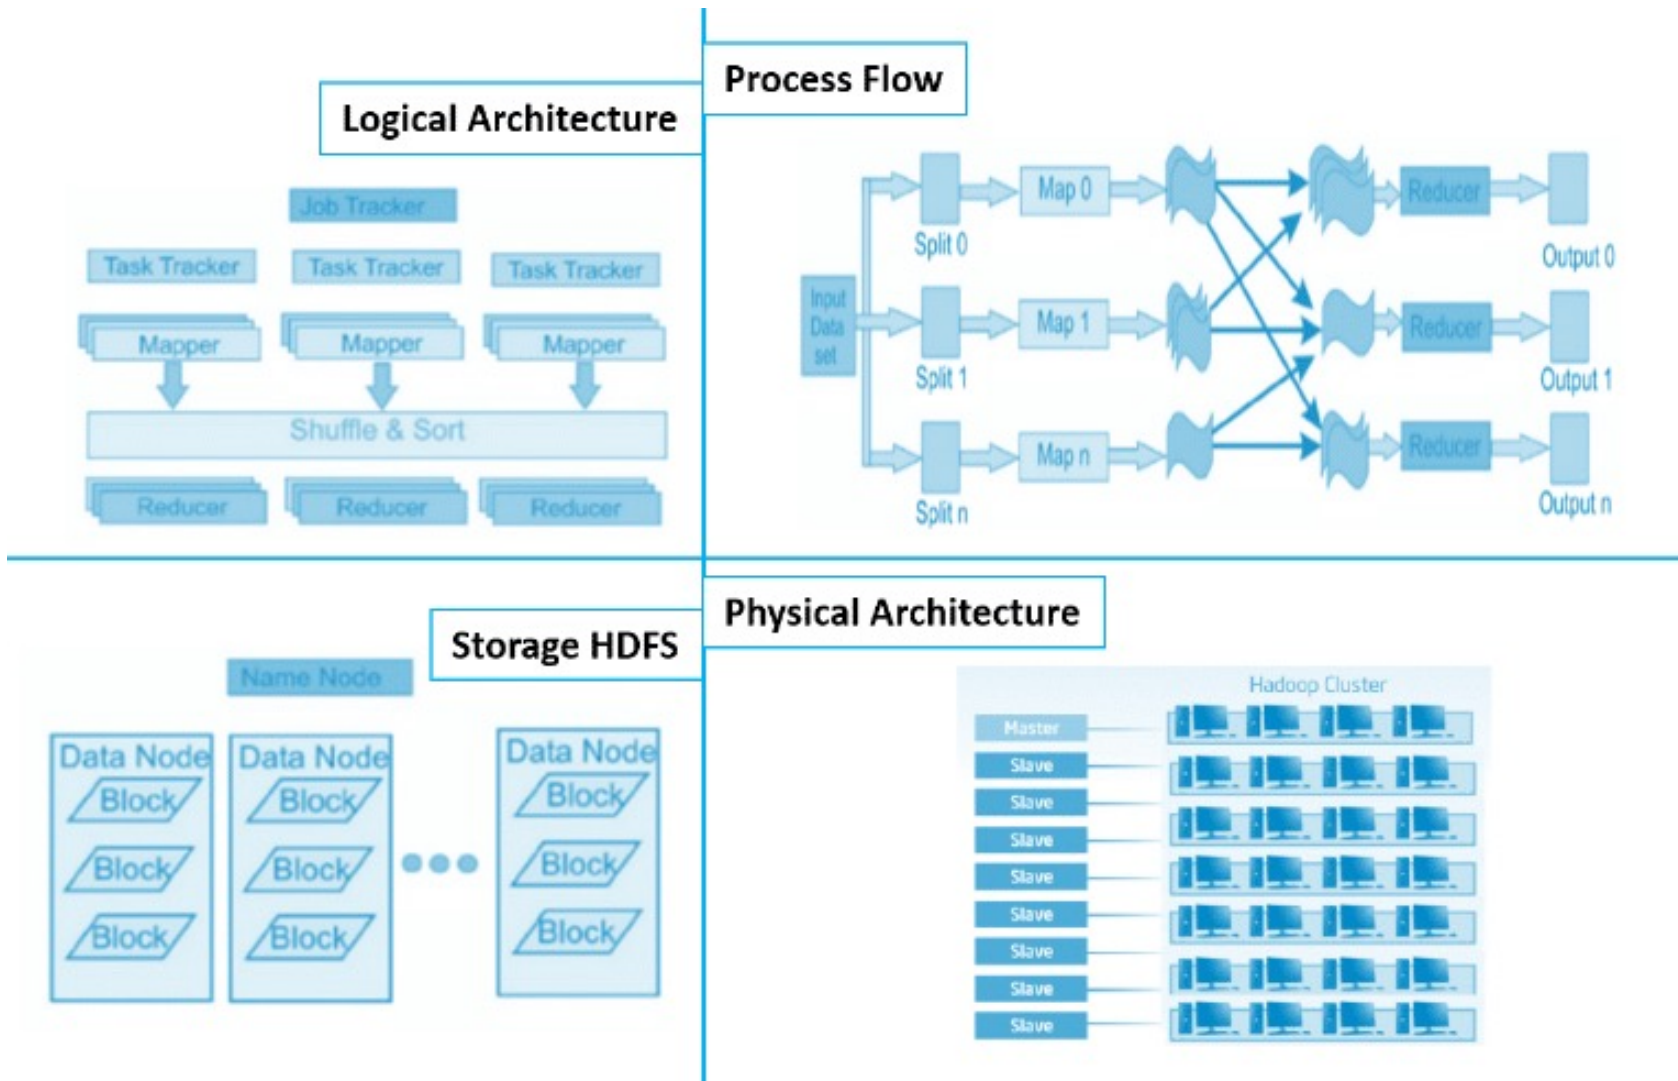 Logical Architecture
Job Tracker
Task Tracker
Task Tracker
Task Tracker
Mapper
Mapper
Mapper
Shuffle & Sort
Reducer
Reducer
Reducer
Process Flow
Input
Data
set
Split 0
Map 0
Reducer
Output 0
Split 1
Map 1
Reducer
Output 1
Split n
Map n
Reducer
Output n
Storage HDFS
Name Node
Data Node
Block
Block
Block
Data Node
Block
Block
Block
Data Node
Block
Block
Block
Physical Architecture
Hadoop Cluster
Master
Slave
Slave
Slave
Slave
Slave
Slave
Slave
Slave